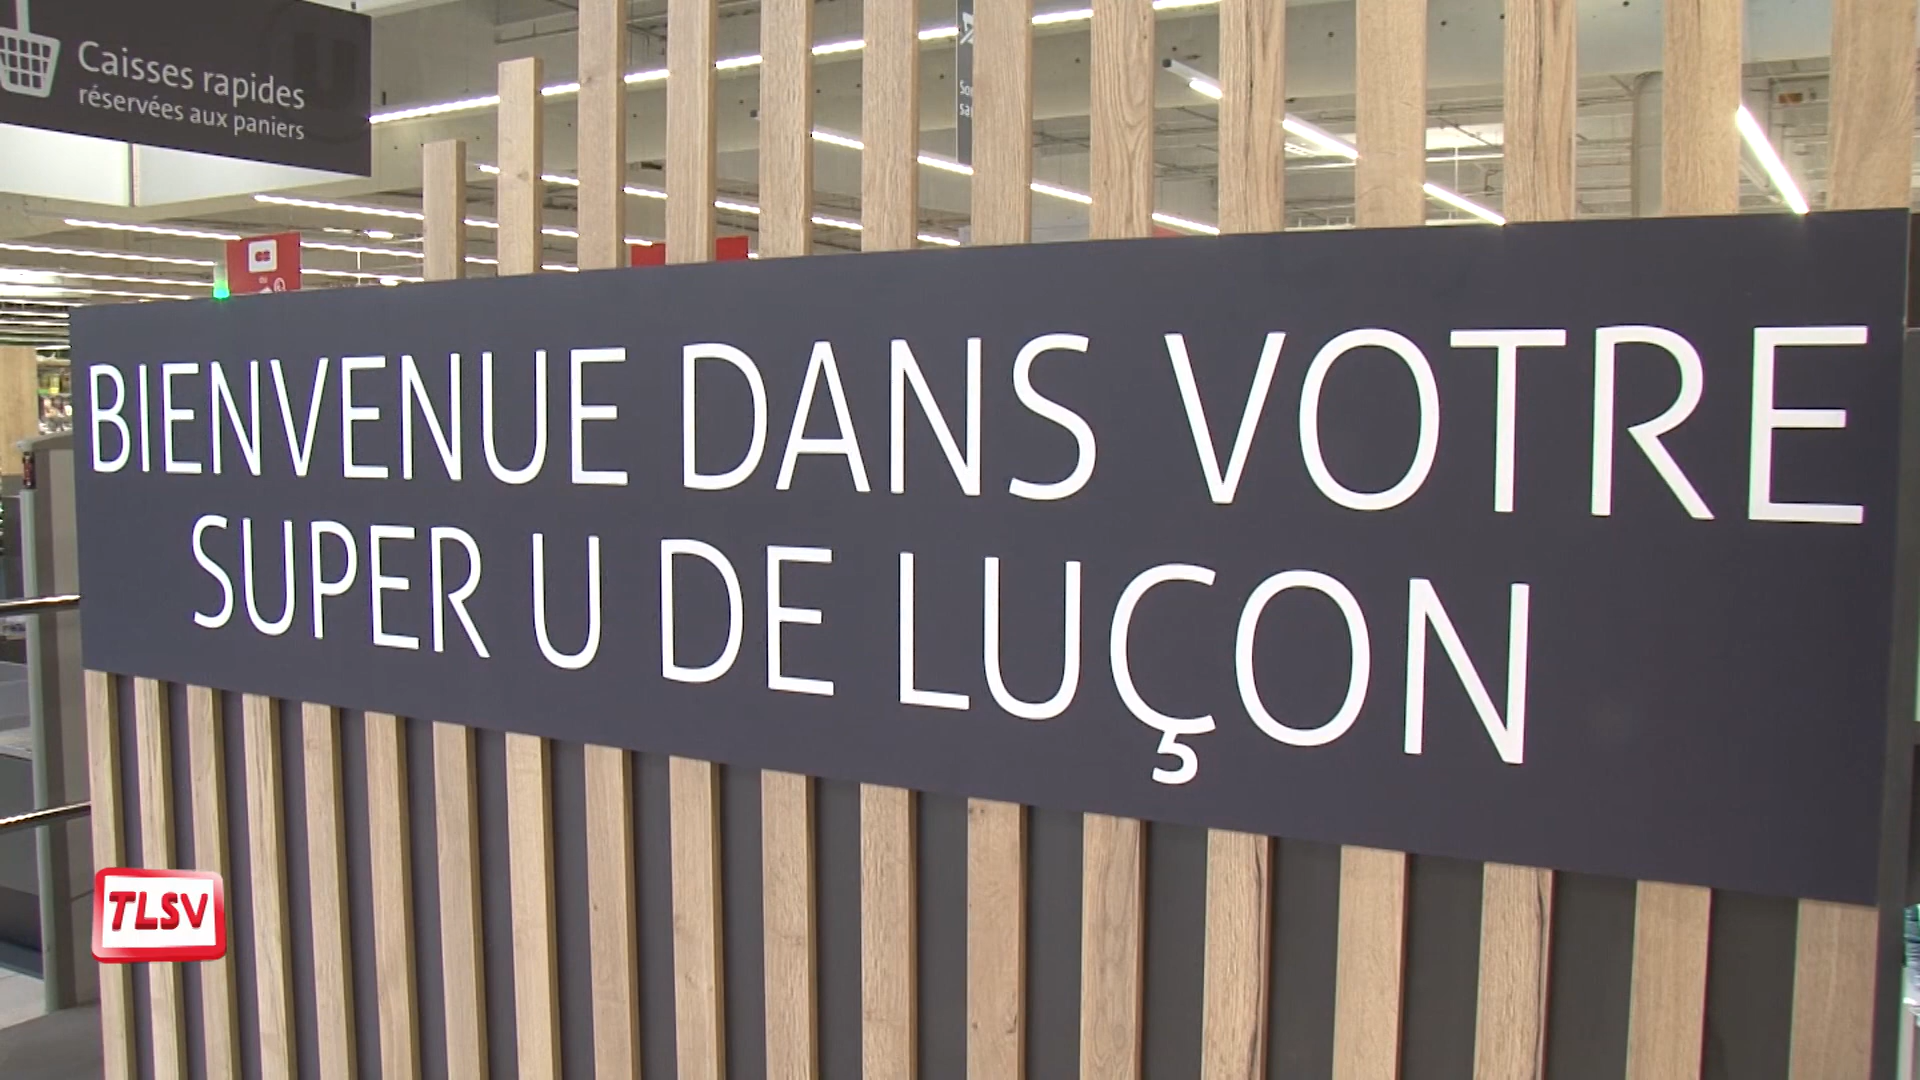 Caisses rapides
réservées aux paniers
BIENVENUE DANS VOTRE
SUPER U DE LUÇON
TLSV